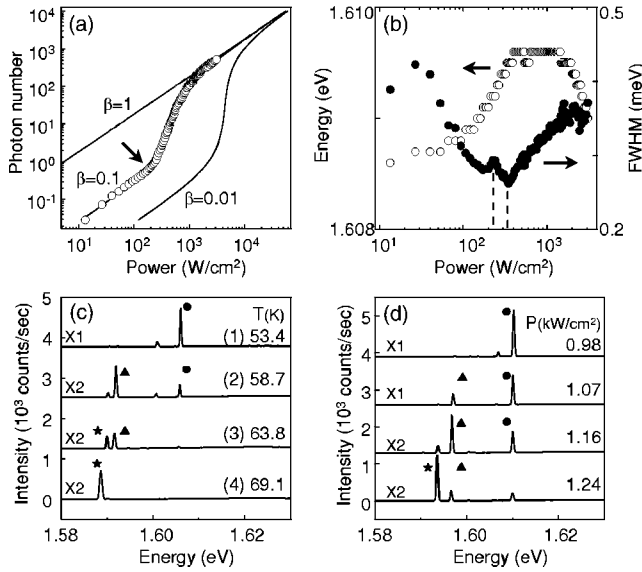 (a)
10⁴
10³
10²
10¹
10⁰
10⁻¹
Photon number
β=1
β=0.1
β=0.01
10¹ 10² 10³ 10⁴
Power (W/cm²)
(b)
1.610
1.608
Energy (eV)
0.5
0.2
FWHM (meV)
10¹ 10² 10³
Power (W/cm²)
(c)
T(K)
5
4
3
2
1
0
Intensity (10³ counts/sec)
X1 (1) 53.4
X2 (2) 58.7
X2 (3) 63.8
X2 (4) 69.1
1.58 1.60 1.62
Energy (eV)
(d)
P(kW/cm²)
5
4
3
2
1
0
Intensity (10³ counts/sec)
X1 0.98
X1 1.07
X2 1.16
X2 1.24
1.58 1.60 1.62
Energy (eV)